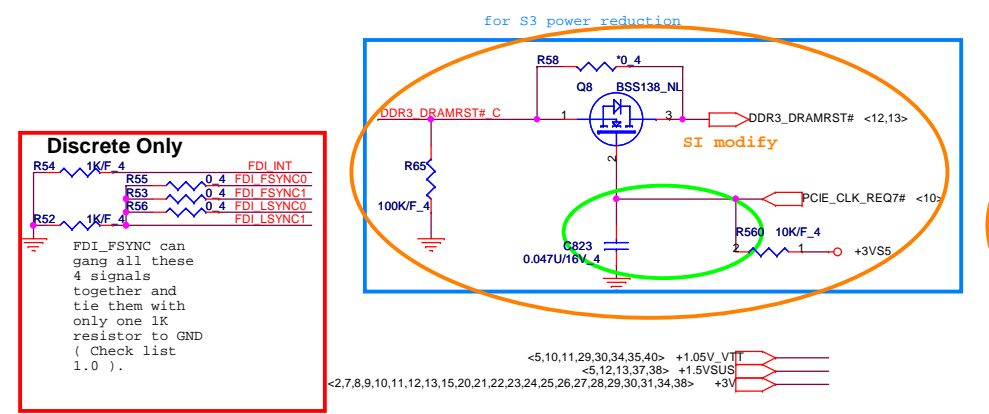 for S3 power reduction
R58 *0_4
Q8 BSS138_NL
DDR3_DRAMRST#_C
1
3
DDR3_DRAMRST# <12,13>
SI modify
2
R65
100K/F_4
PCIE_CLK_REQ7# <10>
R560 10K/F_4
2
1
+3VS5
C823
0.047U/16V_4
Discrete Only
R54 1K/F_4 FDI_INT
R55 0_4 FDI_FSYNC0
R53 0_4 FDI_FSYNC1
R56 0_4 FDI_LSYNC0
R52 1K/F_4 FDI_LSYNC1
FDI_FSYNC can
gang all these
4 signals
together and
tie them with
only one 1K
resistor to GND
( Check list
1.0 ).
<5,10,11,29,30,34,35,40> +1.05V_VTT
<5,12,13,37,38> +1.5VSUS
<2,7,8,9,10,11,12,13,15,20,21,22,23,24,25,26,27,28,29,30,31,34,38> +3V